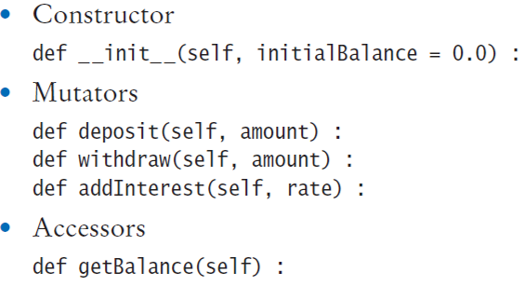 • Constructor
def __init__(self, initialBalance = 0.0) :
• Mutators
def deposit(self, amount) :
def withdraw(self, amount) :
def addInterest(self, rate) :
• Accessors
def getBalance(self) :